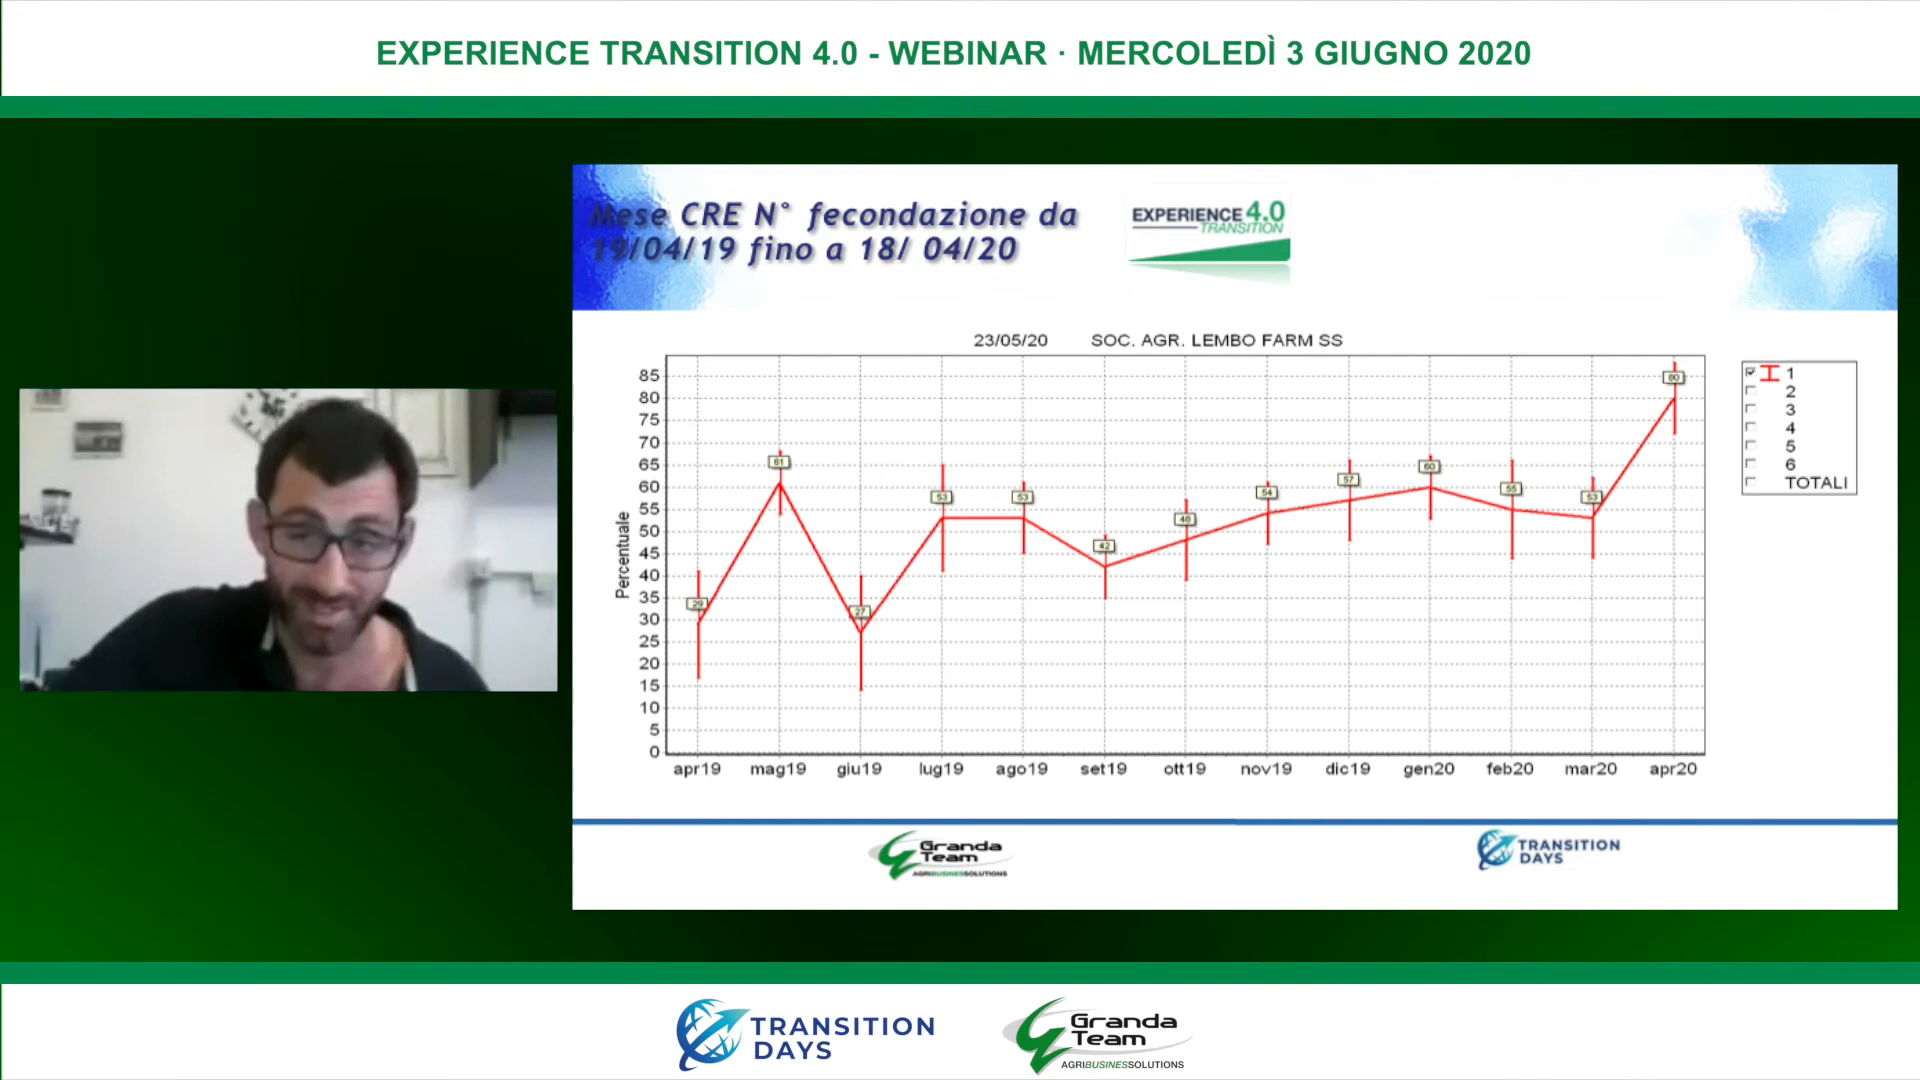 EXPERIENCE TRANSITION 4.0 - WEBINAR · MERCOLEDÌ 3 GIUGNO 2020
Mese CRE N° fecondazione da
19/04/19 fino a 18/ 04/20
EXPERIENCE 4.0
TRANSITION
23/05/20 SOC. AGR. LEMBO FARM SS
Percentuale
85
80
75
70
65
60
55
50
45
40
35
30
25
20
15
10
5
0
29
61
27
53
53
42
48
54
57
60
55
53
80
apr19 mag19 giu19 lug19 ago19 set19 ott19 nov19 dic19 gen20 feb20 mar20 apr20
1
2
3
4
5
6
TOTALI
Granda
Team
AGRIBUSINESSOLUTIONS
TRANSITION
DAYS
TRANSITION
DAYS
Granda
Team
AGRIBUSINESSOLUTIONS